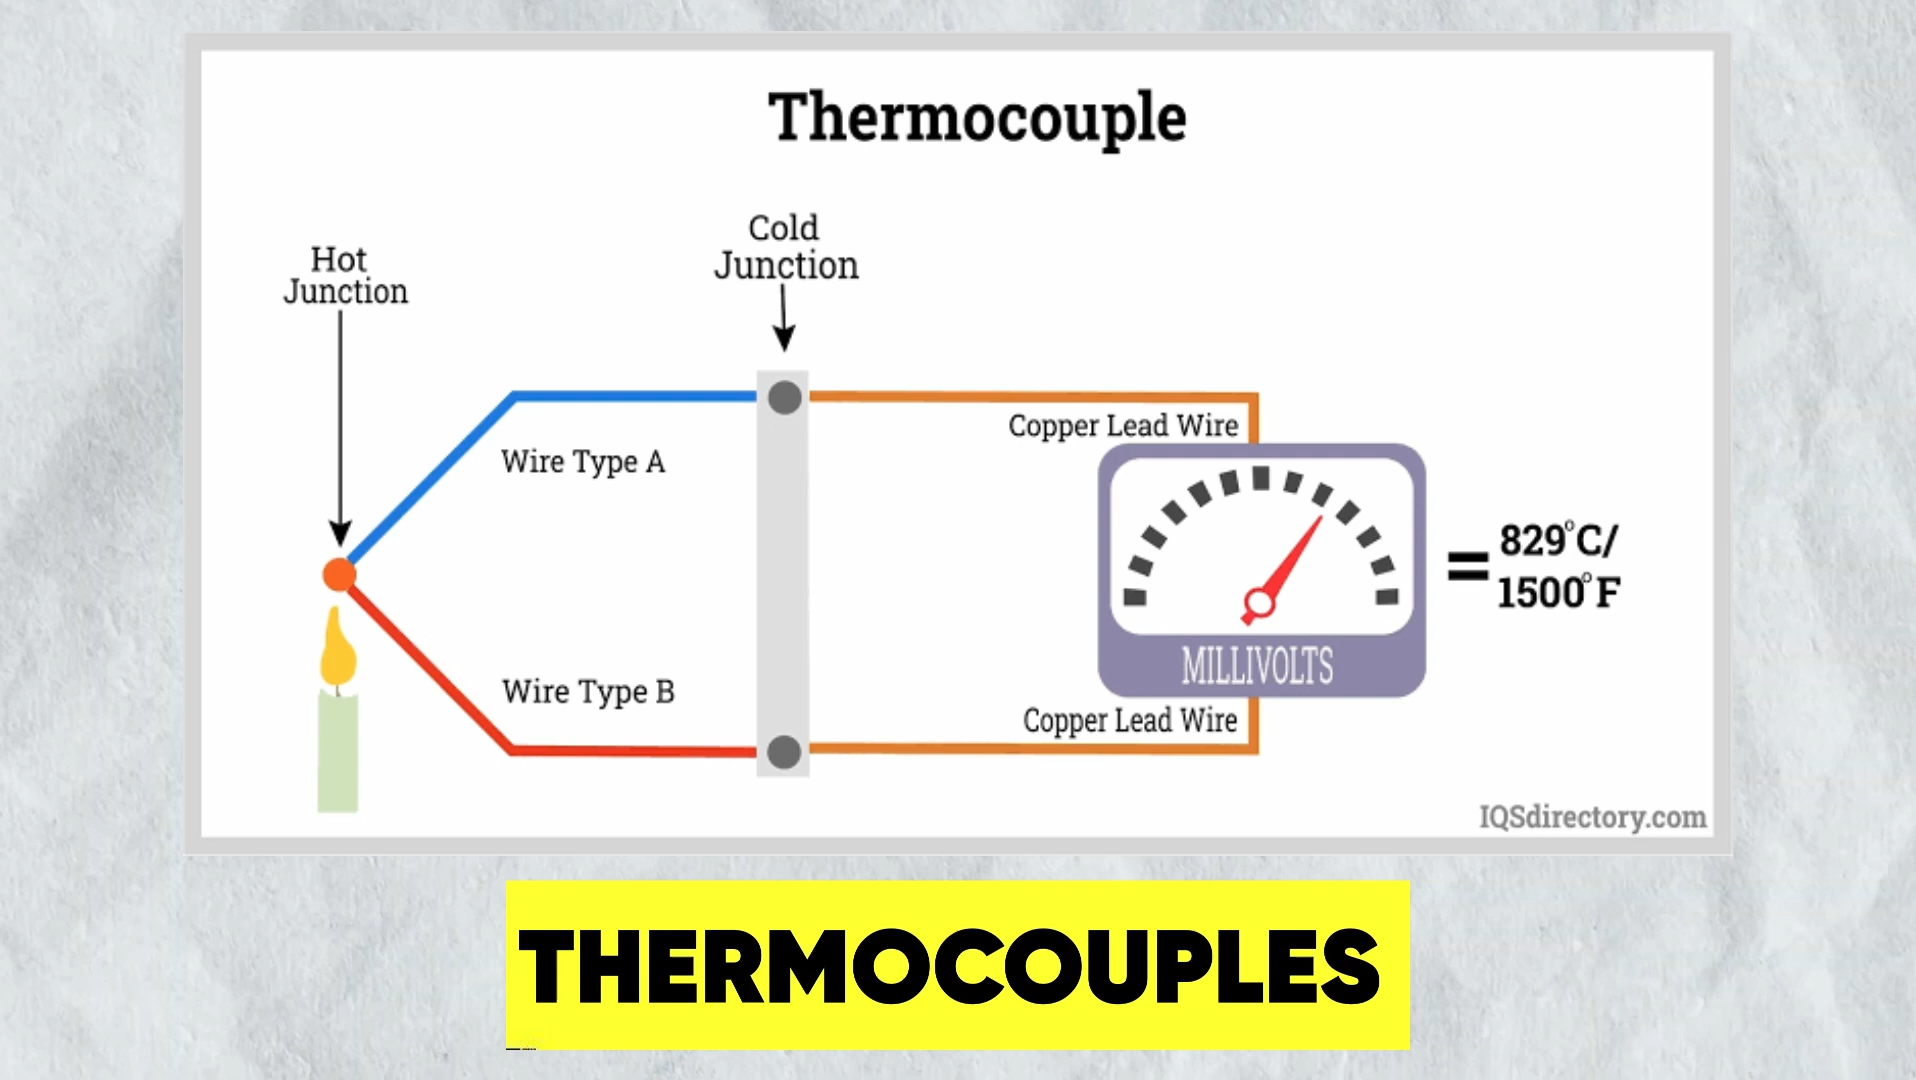 Thermocouple
Cold
Junction
Hot
Junction
Copper Lead Wire
Wire Type A
829°C/
1500°F
MILLIVOLTS
Wire Type B
Copper Lead Wire
IQSdirectory.com
THERMOCOUPLES